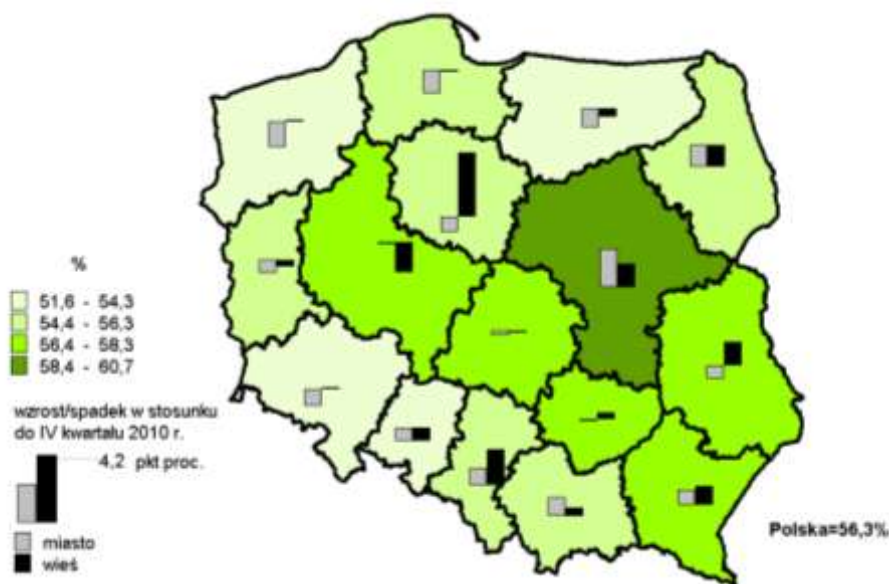 %
51,6 - 54,3
54,4 - 56,3
56,4 - 58,3
58,4 - 60,7
wzrost/spadek w stosunku
do IV kwartału 2010 r.
4,2 pkt proc.
miasto
wieś
Polska=56,3%